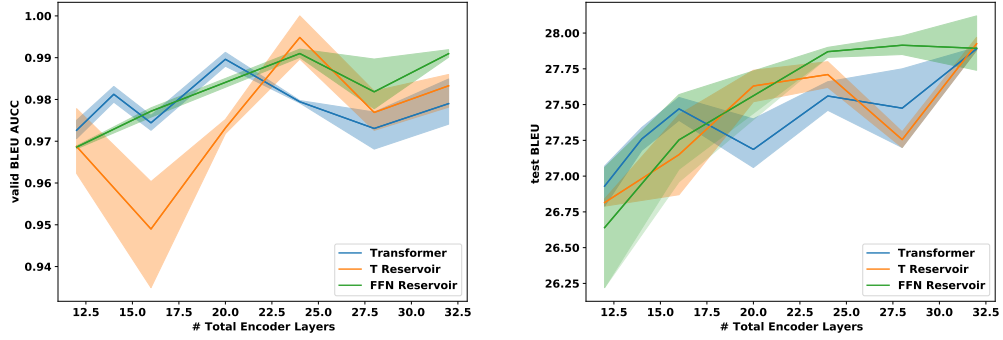 1.00
0.99
0.98
0.97
0.96
0.95
0.94
valid BLEU AUCC
12.5 15.0 17.5 20.0 22.5 25.0 27.5 30.0 32.5
# Total Encoder Layers
Transformer
T Reservoir
FFN Reservoir
28.00
27.75
27.50
27.25
27.00
26.75
26.50
26.25
test BLEU
12.5 15.0 17.5 20.0 22.5 25.0 27.5 30.0 32.5
# Total Encoder Layers
Transformer
T Reservoir
FFN Reservoir